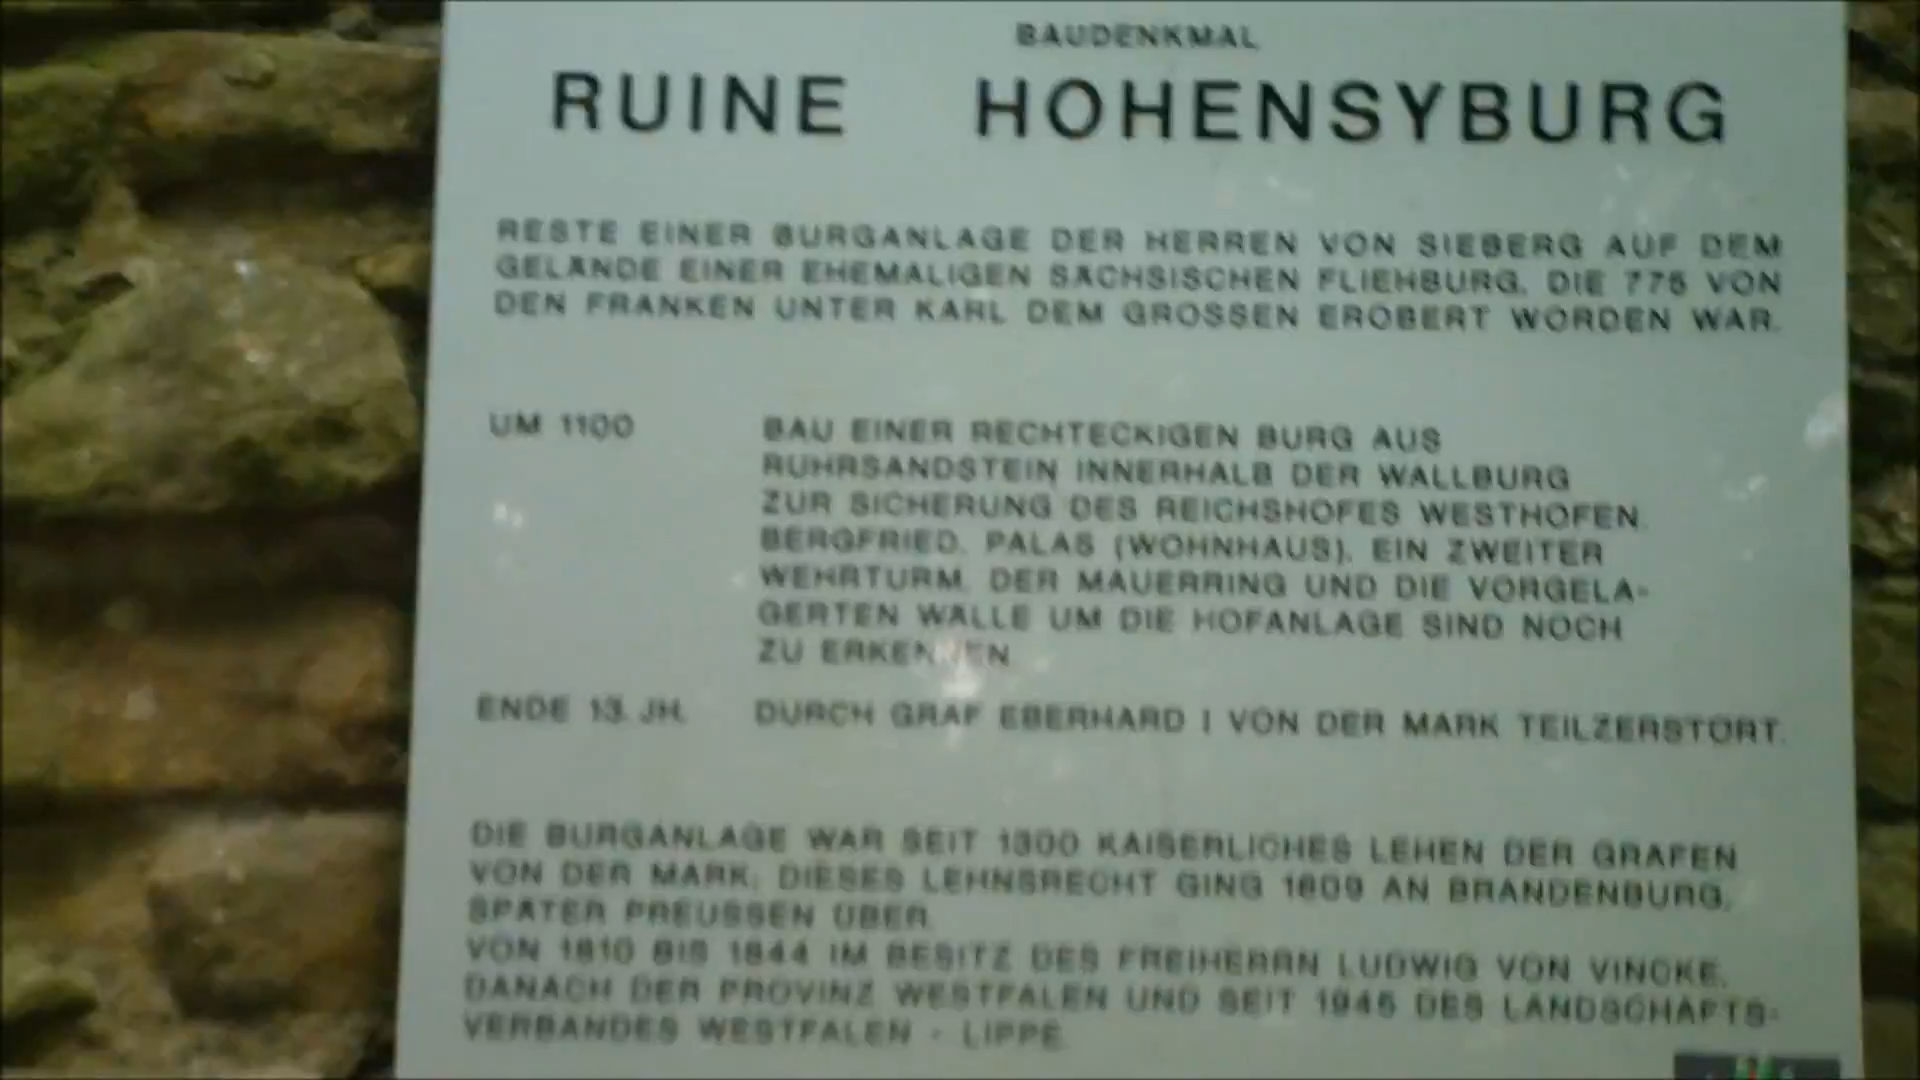 BAUDENKMAL
RUINE HOHENSYBURG
RESTE EINER BURGANLAGE DER HERREN VON SIEBERG AUF DEM
GELÄNDE EINER EHEMALIGEN SÄCHSISCHEN FLIEHBURG, DIE 775 VON
DEN FRANKEN UNTER KARL DEM GROSSEN EROBERT WORDEN WAR.
UM 1100 BAU EINER RECHTECKIGEN BURG AUS
RUHRSANDSTEIN INNERHALB DER WALLBURG
ZUR SICHERUNG DES REICHSHOFES WESTHOFEN.
BERGFRIED, PALAS (WOHNHAUS), EIN ZWEITER
WEHRTURM, DER MAUERRING UND DIE VORGELA-
GERTEN WÄLLE UM DIE HOFANLAGE SIND NOCH
ZU ERKENNEN
ENDE 13. JH. DURCH GRAF EBERHARD I VON DER MARK TEILZERSTÖRT.
DIE BURGANLAGE WAR SEIT 1300 KAISERLICHES LEHEN DER GRAFEN
VON DER MARK; DIESES LEHNSRECHT GING 1609 AN BRANDENBURG,
SPÄTER PREUSSEN ÜBER.
VON 1810 BIS 1844 IM BESITZ DES FREIHERRN LUDWIG VON VINCKE,
DANACH DER PROVINZ WESTFALEN UND SEIT 1945 DES LANDSCHAFTS-
VERBANDES WESTFALEN - LIPPE